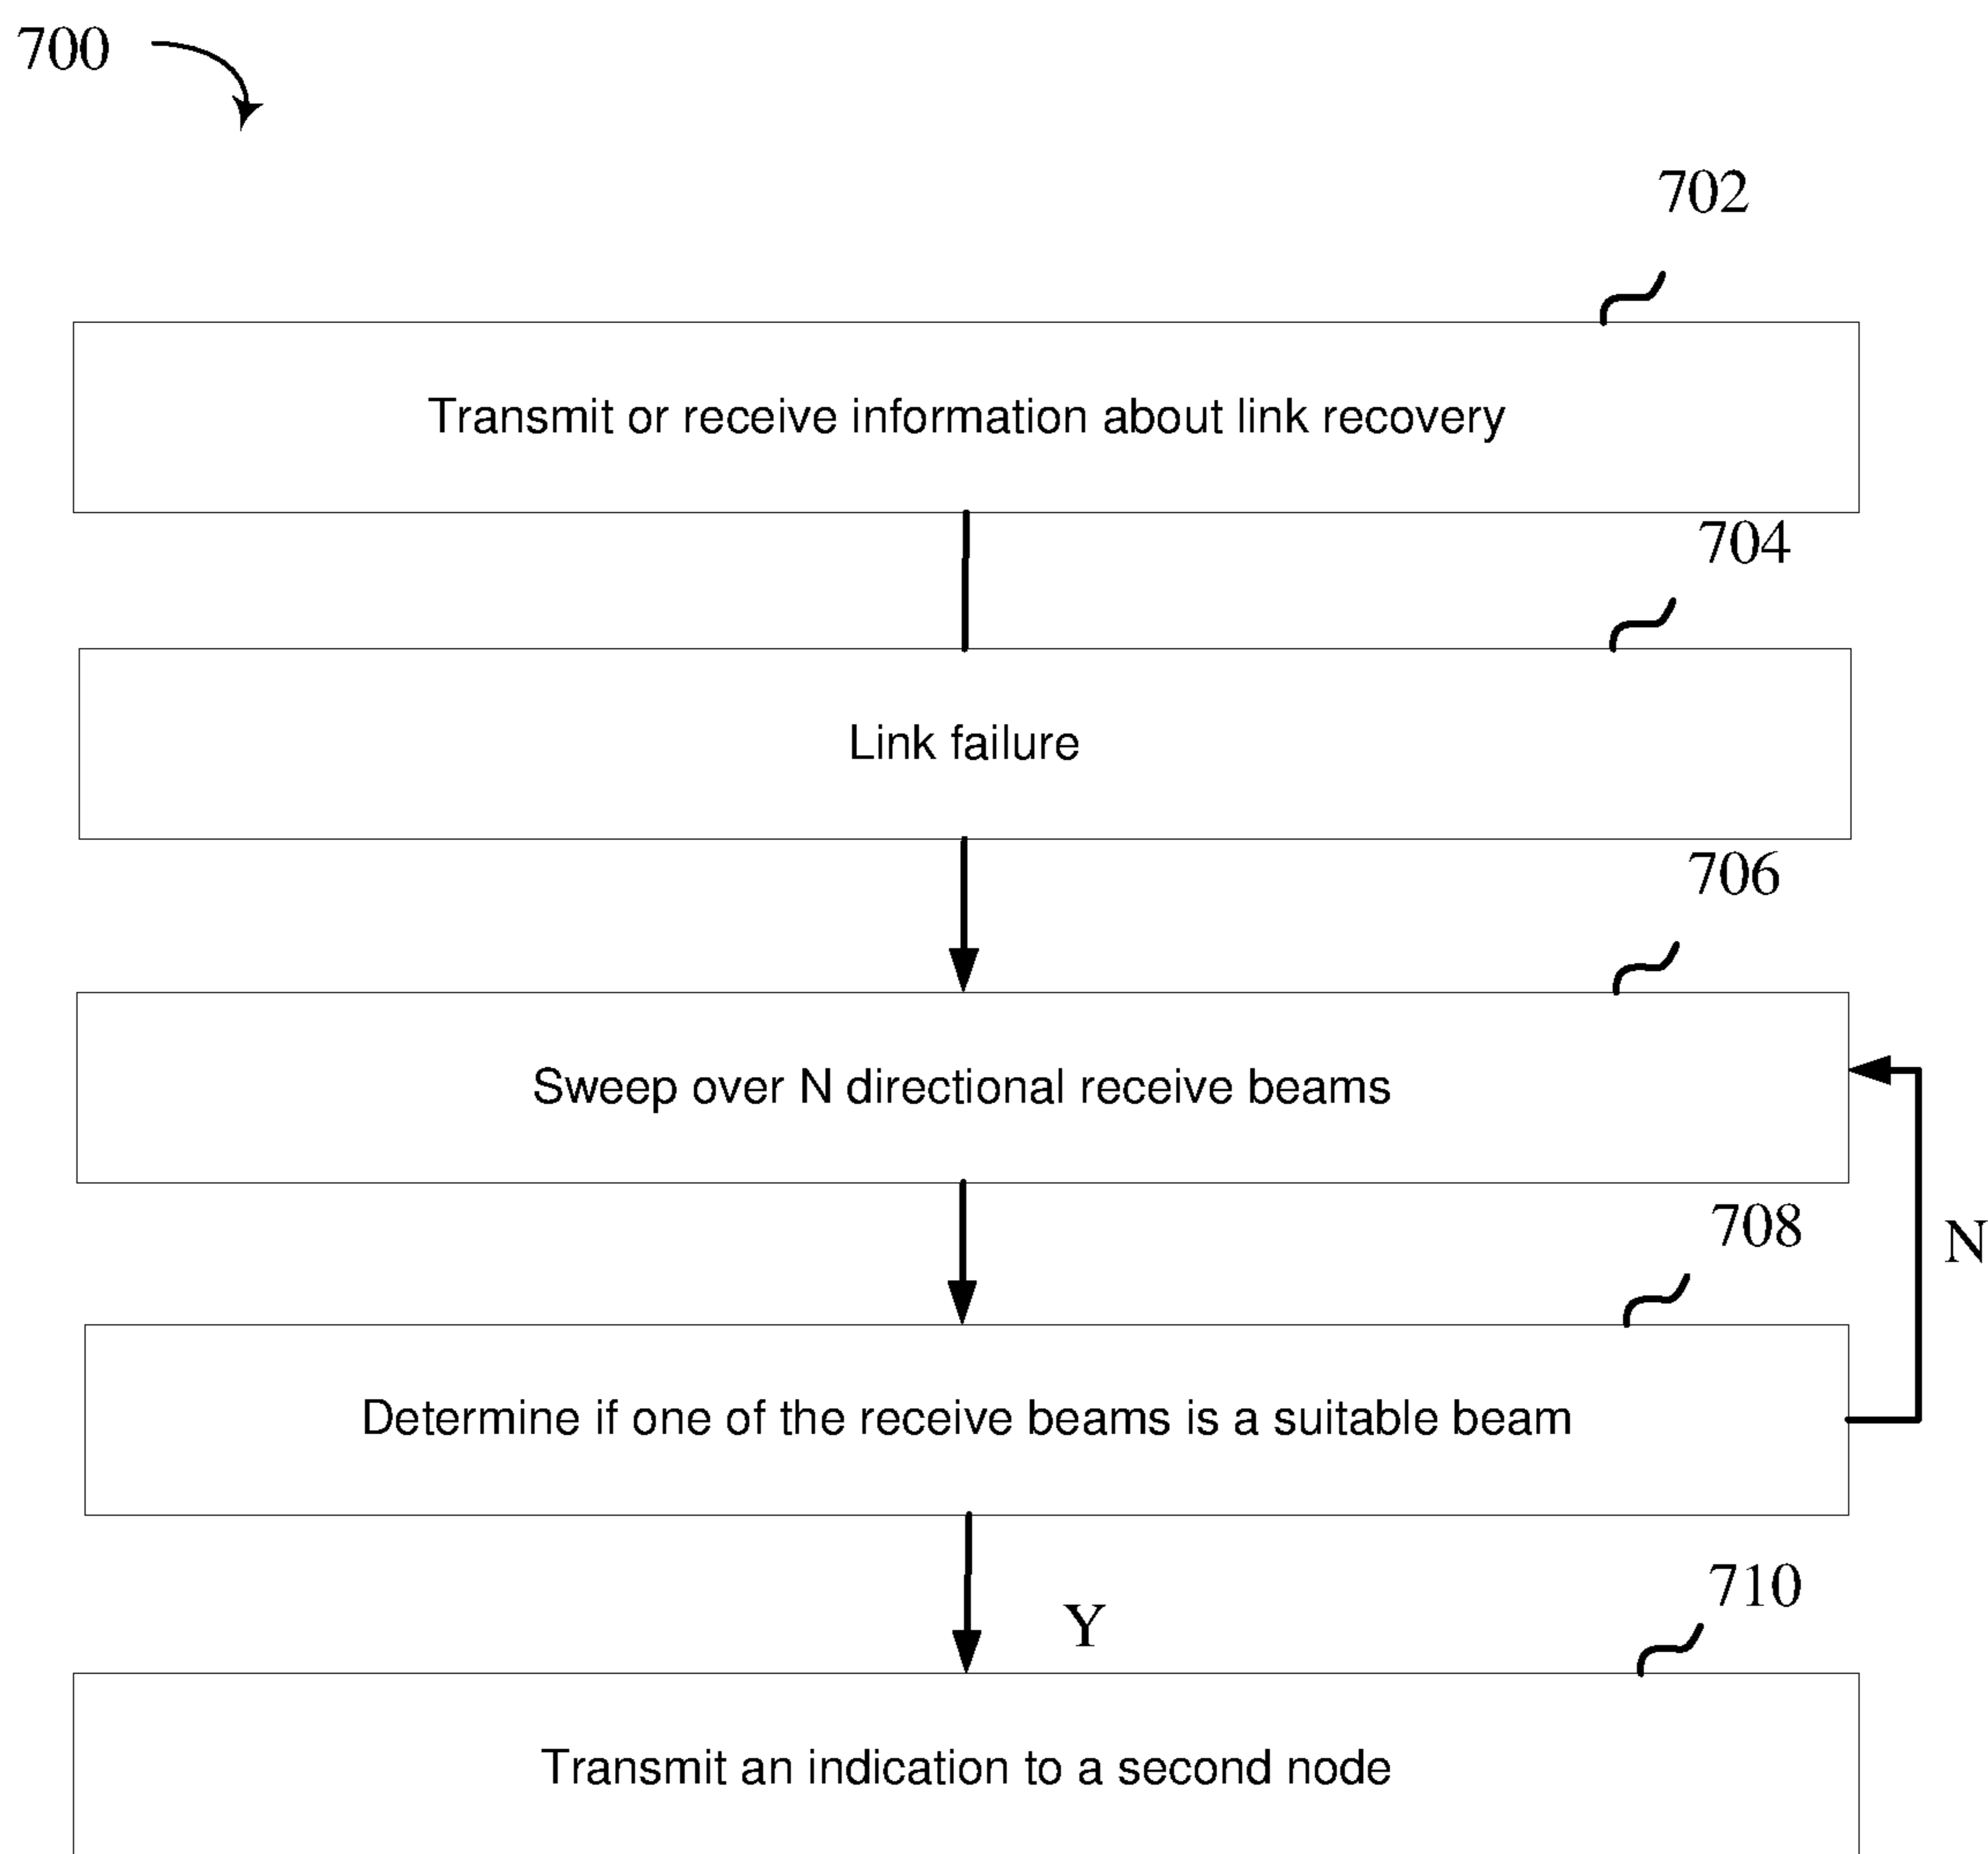 700
702
Transmit or receive information about link recovery
704
Link failure
706
Sweep over N directional receive beams
708
N
Determine if one of the receive beams is a suitable beam
710
Y
Transmit an indication to a second node